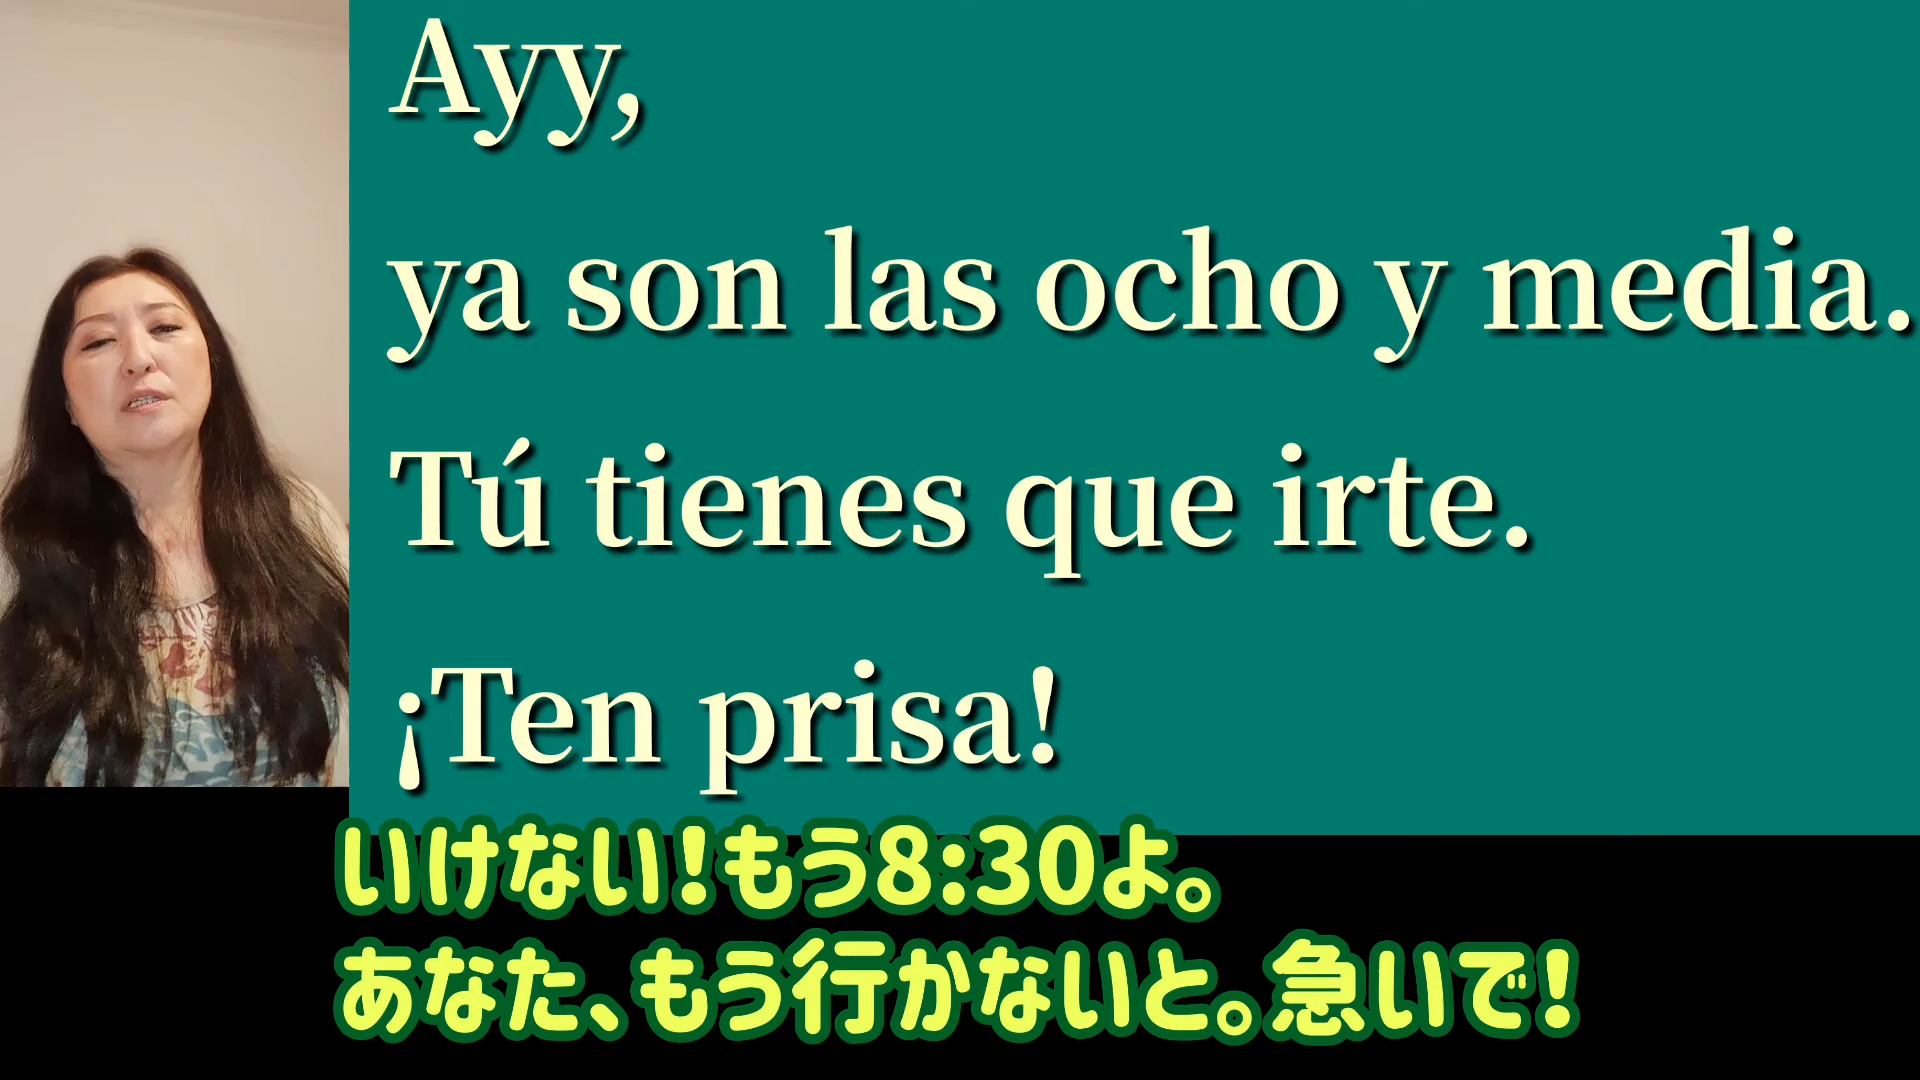 Ayy,
ya son las ocho y media.
Tú tienes que irte.
¡Ten prisa!
いけない!もう8:30よ。
あなた、もう行かないと。急いで!